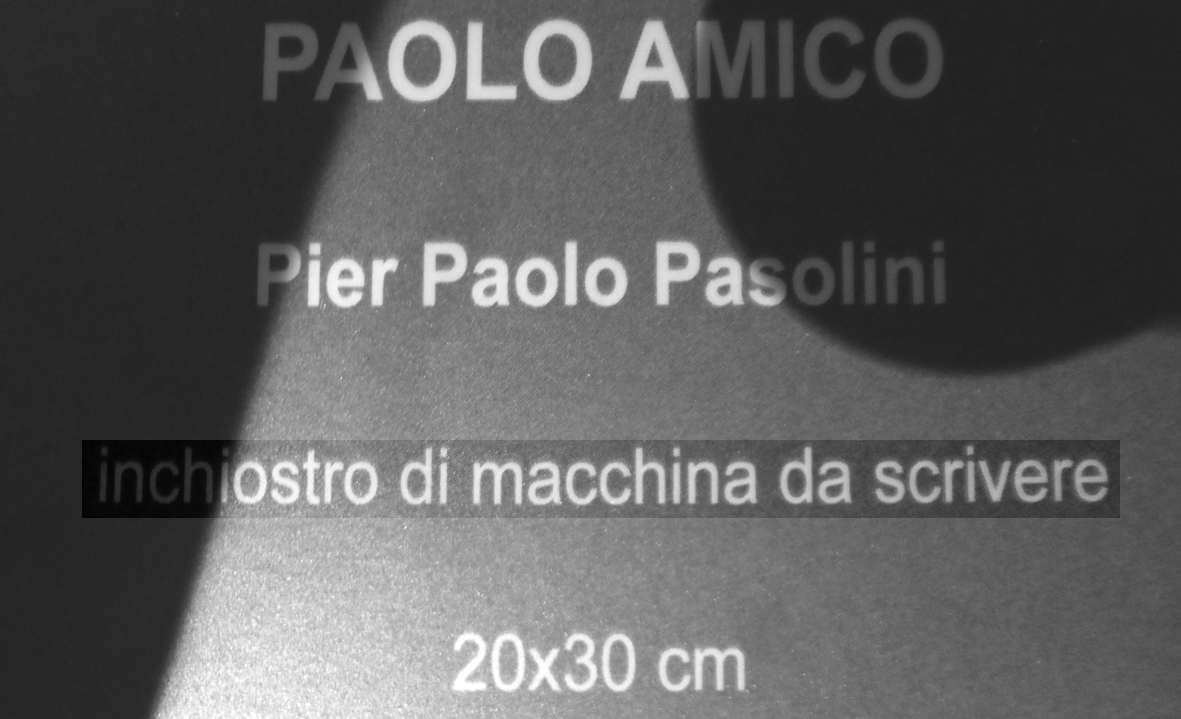 PAOLO AMICO
Pier Paolo Pasolini
inchiostro di macchina da scrivere
20x30 cm